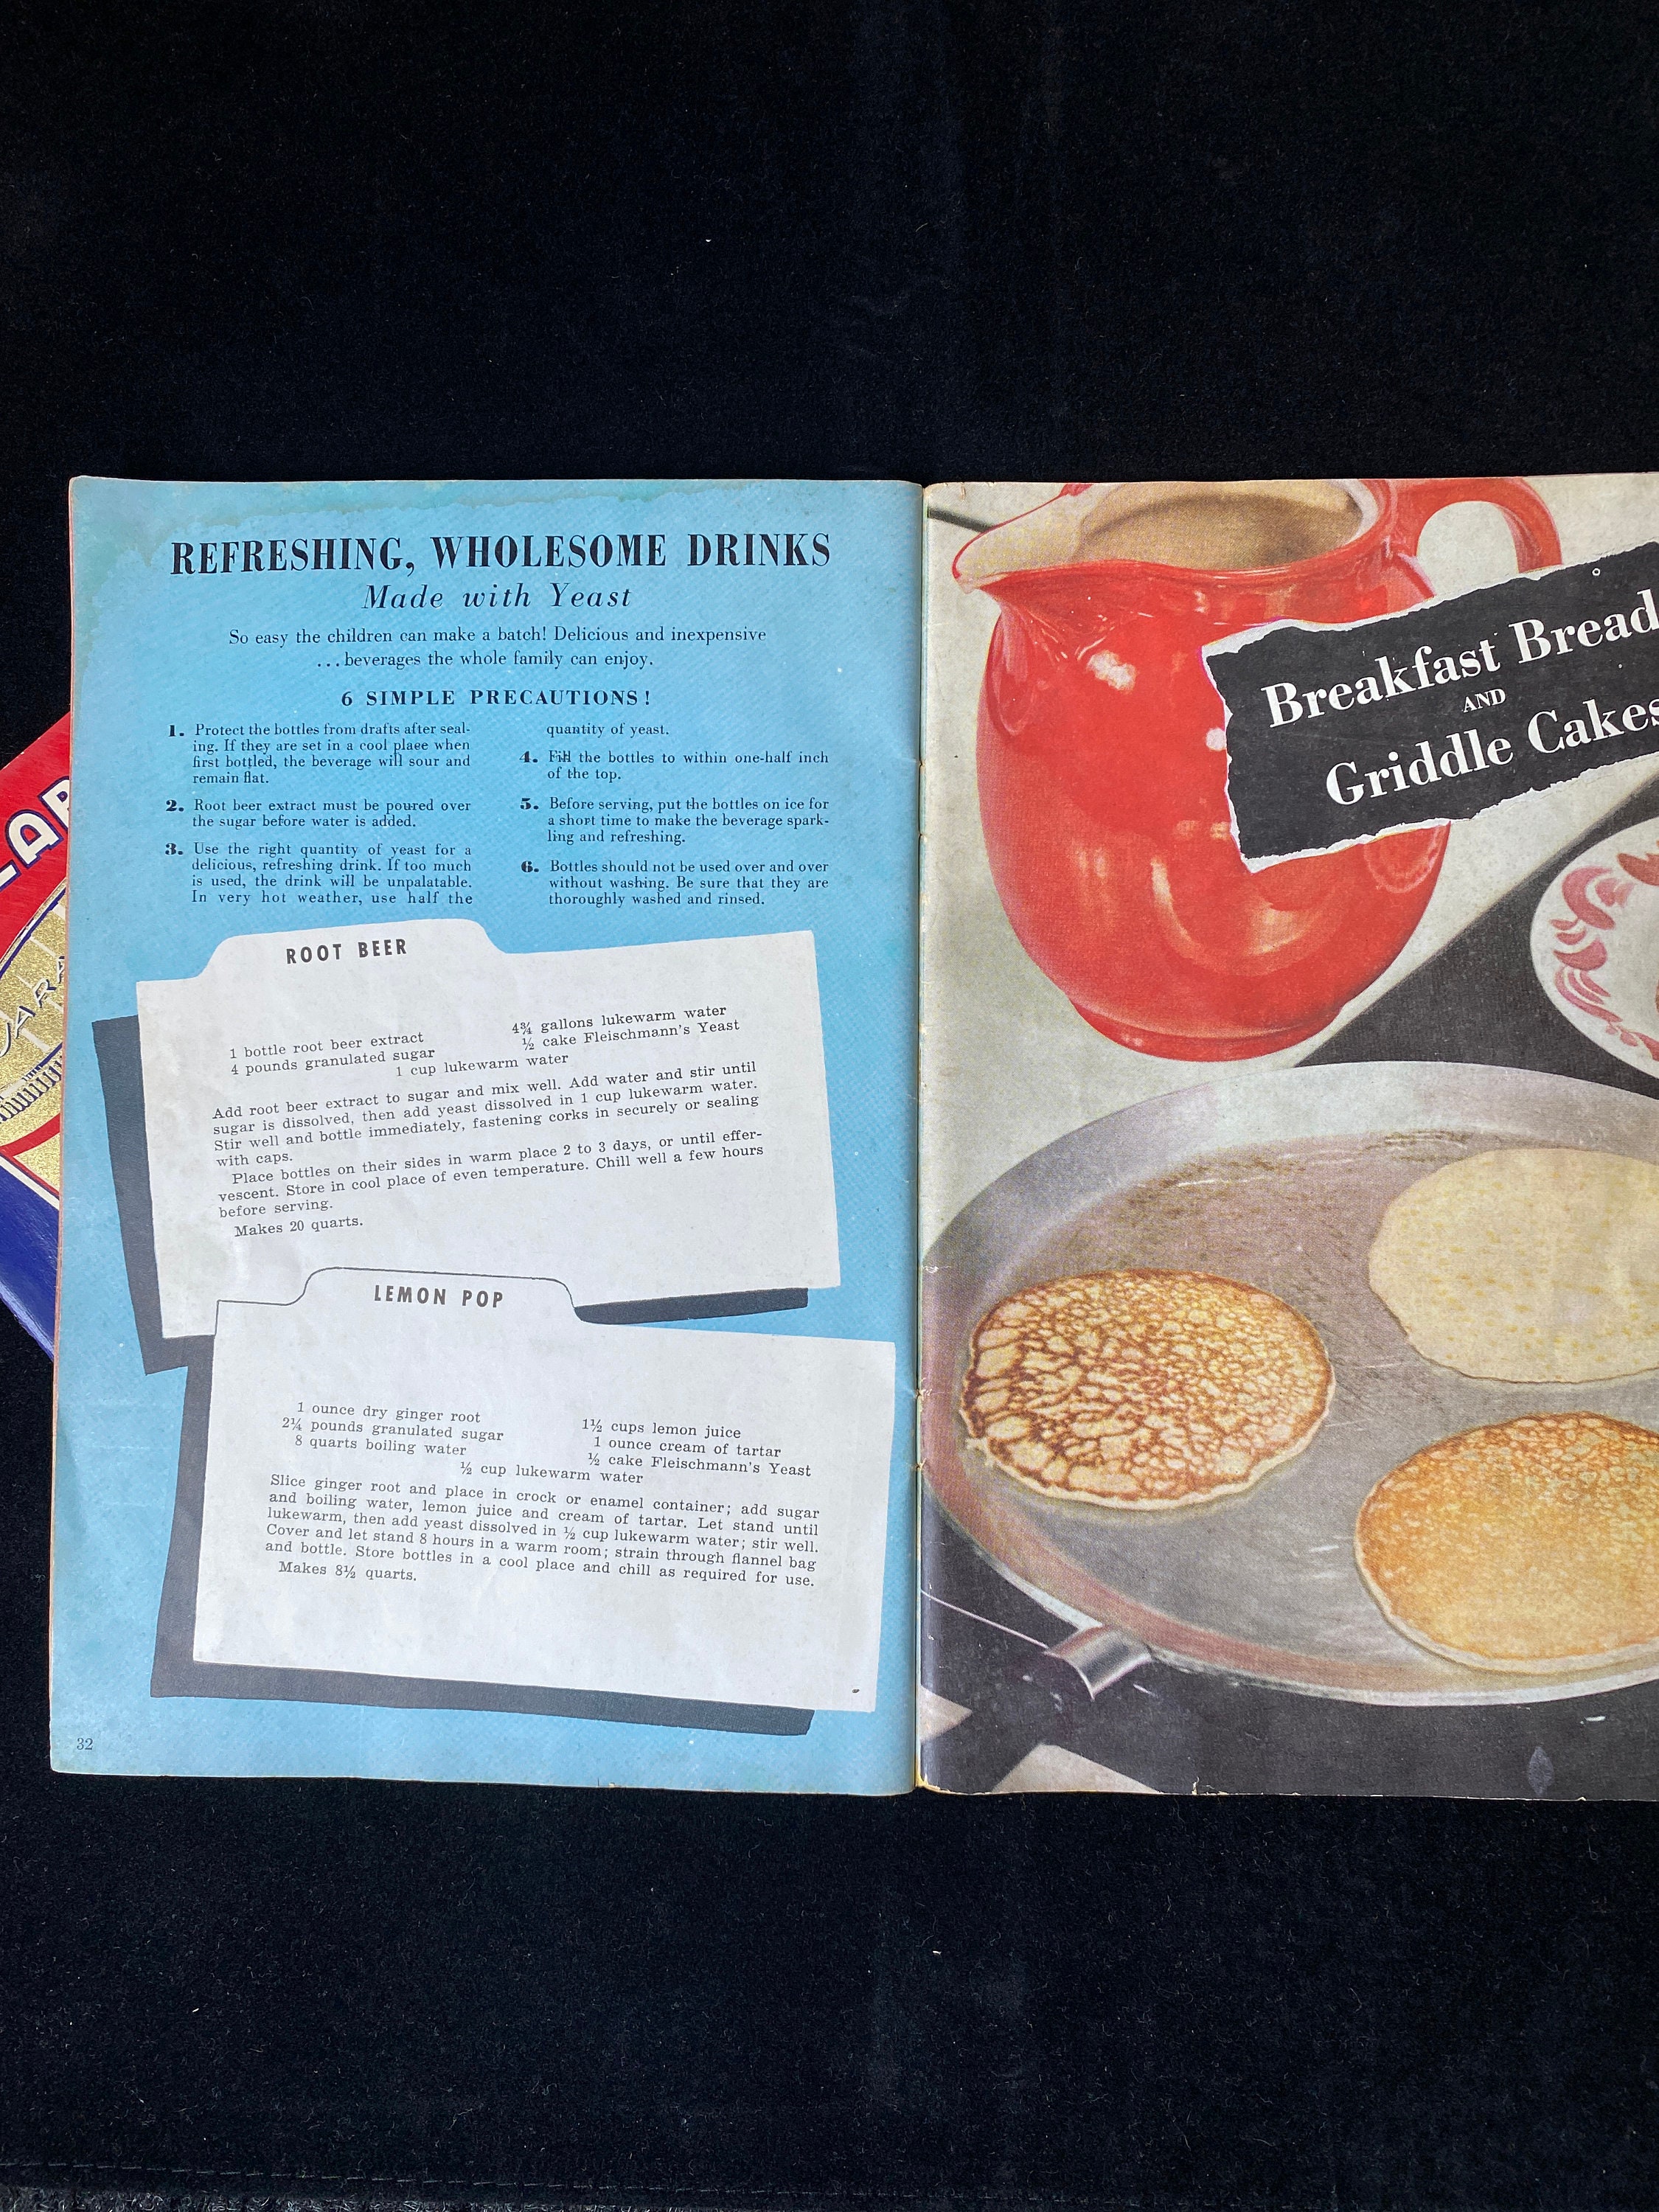 REFRESHING, WHOLESOME DRINKS
Made with Yeast
So easy the children can make a batch! Delicious and inexpensive
...beverages the whole family can enjoy.
6 SIMPLE PRECAUTIONS!
1. Protect the bottles from drafts after seal-
ing. If they are set in a cool place when
first bottled, the beverage will sour and
remain flat.
2. Root beer extract must be poured over
the sugar before water is added.
3. Use the right quantity of yeast for a
delicious, refreshing drink. If too much
is used, the drink will be unpalatable.
In very hot weather, use half the
quantity of yeast.
4. Fill the bottles to within one-half inch
of the top.
5. Before serving, put the bottles on ice for
a short time to make the beverage spark-
ling and refreshing.
6. Bottles should not be used over and over
without washing. Be sure that they are
thoroughly washed and rinsed.
ROOT BEER
1 bottle root beer extract
4 pounds granulated sugar
4¾ gallons lukewarm water
½ cake Fleischmann's Yeast
1 cup lukewarm water
Add root beer extract to sugar and mix well. Add water and stir until
sugar is dissolved, then add yeast dissolved in 1 cup lukewarm water.
Stir well and bottle immediately, fastening corks in securely or sealing
with caps.
Place bottles on their sides in warm place 2 to 3 days, or until effer-
vescent. Store in cool place of even temperature. Chill well a few hours
before serving.
Makes 20 quarts.
LEMON POP
1 ounce dry ginger root
2¼ pounds granulated sugar
8 quarts boiling water
1½ cups lemon juice
1 ounce cream of tartar
½ cake Fleischmann's Yeast
½ cup lukewarm water
Slice ginger root and place in crock or enamel container; add sugar
and boiling water, lemon juice and cream of tartar. Let stand until
lukewarm, then add yeast dissolved in ½ cup lukewarm water; stir well.
Cover and let stand 8 hours in a warm room; strain through flannel bag
and bottle. Store bottles in a cool place and chill as required for use.
Makes 8½ quarts.
32
Breakfast Bread
AND
Griddle Cakes